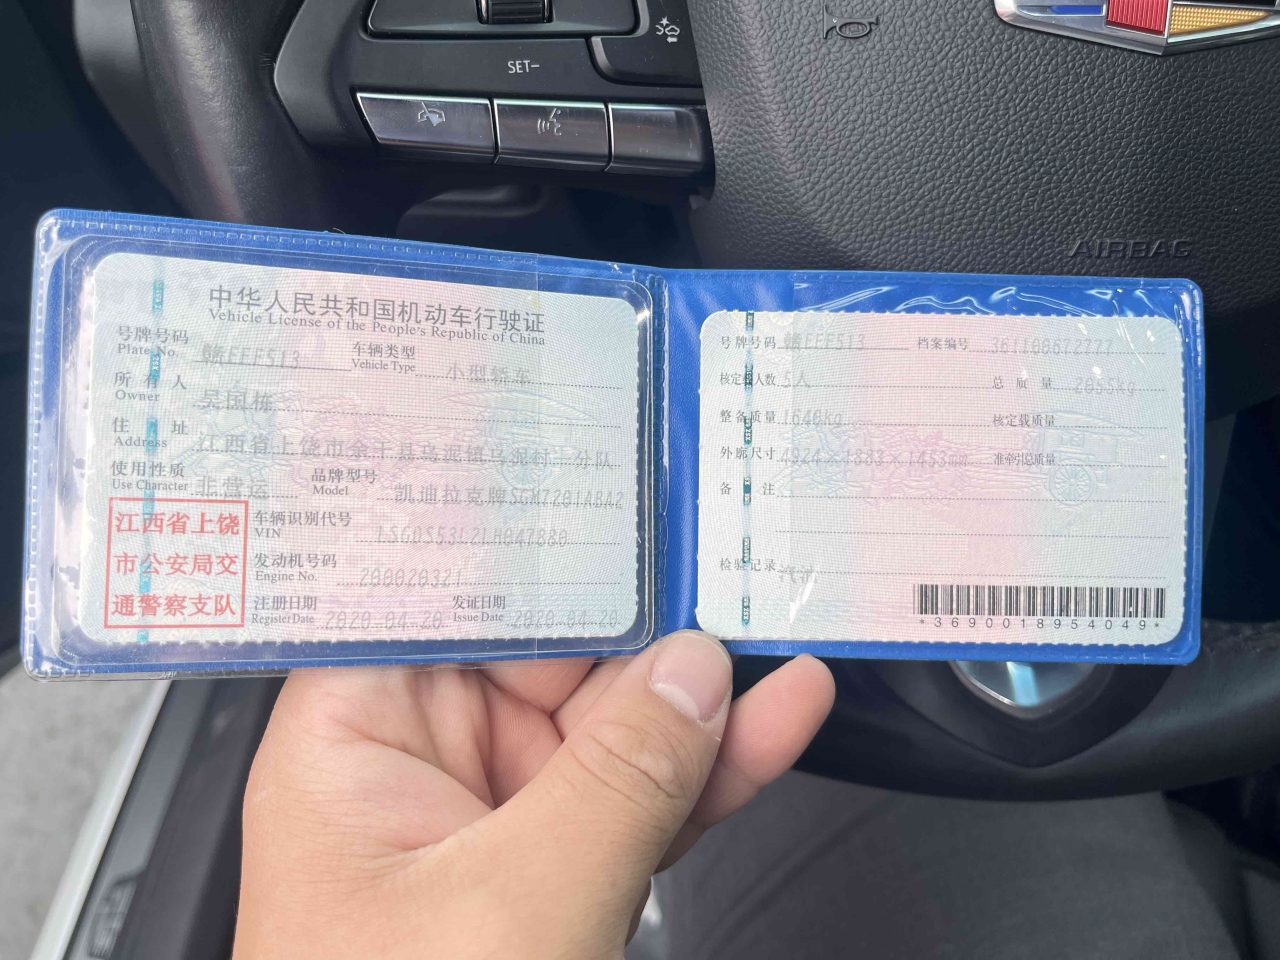 SET-
AIRBAG
中华人民共和国机动车行驶证
Vehicle License of the People's Republic of China
号牌号码 赣EFF513 车辆类型 小型轿车
Plate No. Vehicle Type
所有人 吴国栋
Owner
住址 江西省上饶市余干县乌泥镇乌泥村二分队
Address
使用性质 非营运 品牌型号 凯迪拉克牌SGM7201ABA2
Use Character Model
江西省上饶
市公安局交
通警察支队
车辆识别代号 LSG0S53L2LH047880
VIN
发动机号码 200020321
Engine No.
注册日期 2020-04-20 发证日期 2020-04-20
Register Date Issue Date
号牌号码 赣EFF513 档案编号 361100672777
核定载人数 5人 总质量 2055kg
整备质量 1640kg 核定载质量
外廓尺寸 4924×1883×1453mm 准牵引总质量
备注
检验记录 汽油
*3690018954049*